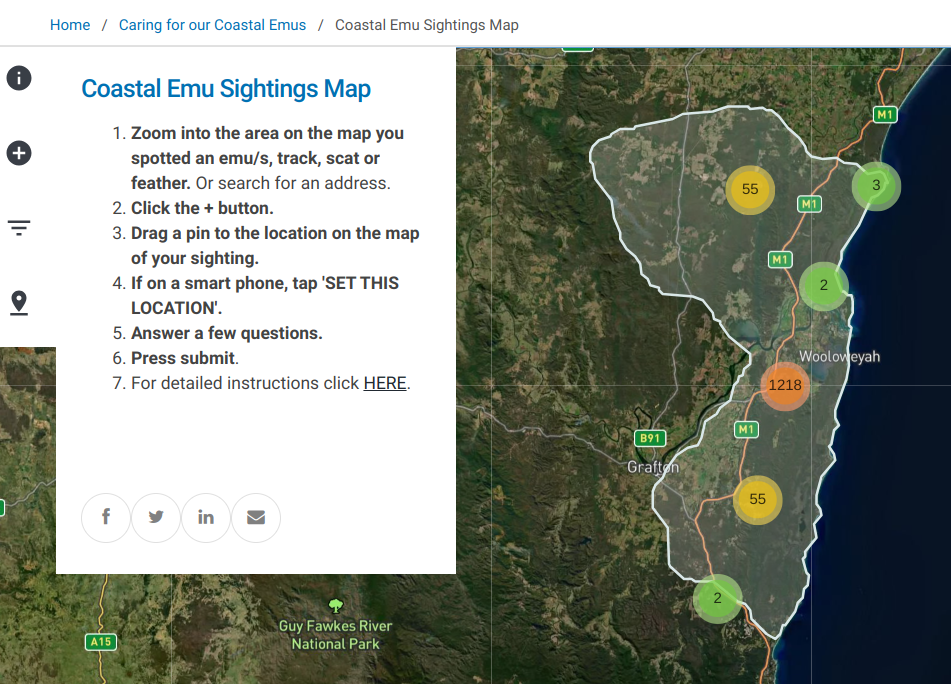 Home / Caring for our Coastal Emus / Coastal Emu Sightings Map
Coastal Emu Sightings Map
1. Zoom into the area on the map you
spotted an emu/s, track, scat or
feather. Or search for an address.
2. Click the + button.
3. Drag a pin to the location on the map
of your sighting.
4. If on a smart phone, tap 'SET THIS
LOCATION'.
5. Answer a few questions.
6. Press submit.
7. For detailed instructions click HERE.
M1
55
3
M1
M1
2
Wooloweyah
1218
M1
B91
Grafton
55
2
Guy Fawkes River
National Park
A15